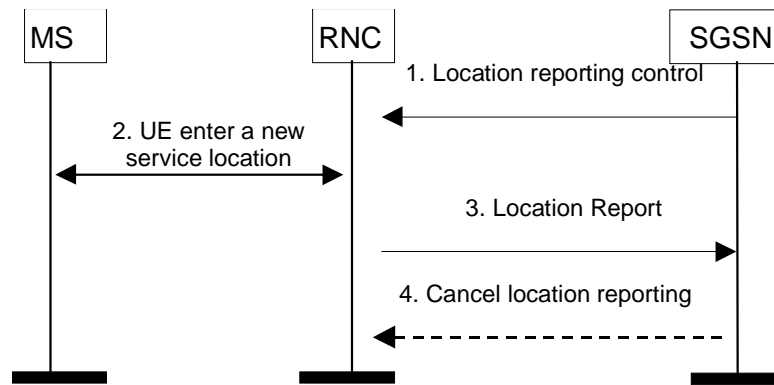 MS
RNC
SGSN
1. Location reporting control
2. UE enter a new
service location
3. Location Report
4. Cancel location reporting